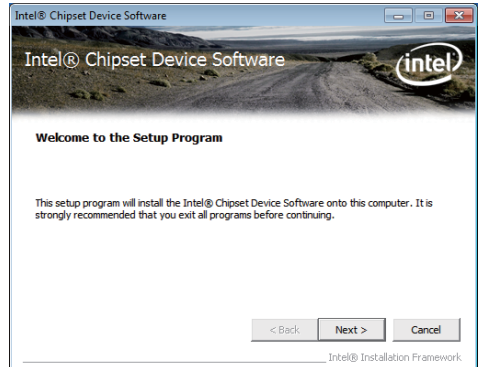 Intel® Chipset Device Software
Intel® Chipset Device Software
intel
Welcome to the Setup Program
This setup program will install the Intel® Chipset Device Software onto this computer. It is
strongly recommended that you exit all programs before continuing.
< Back
Next >
Cancel
Intel® Installation Framework